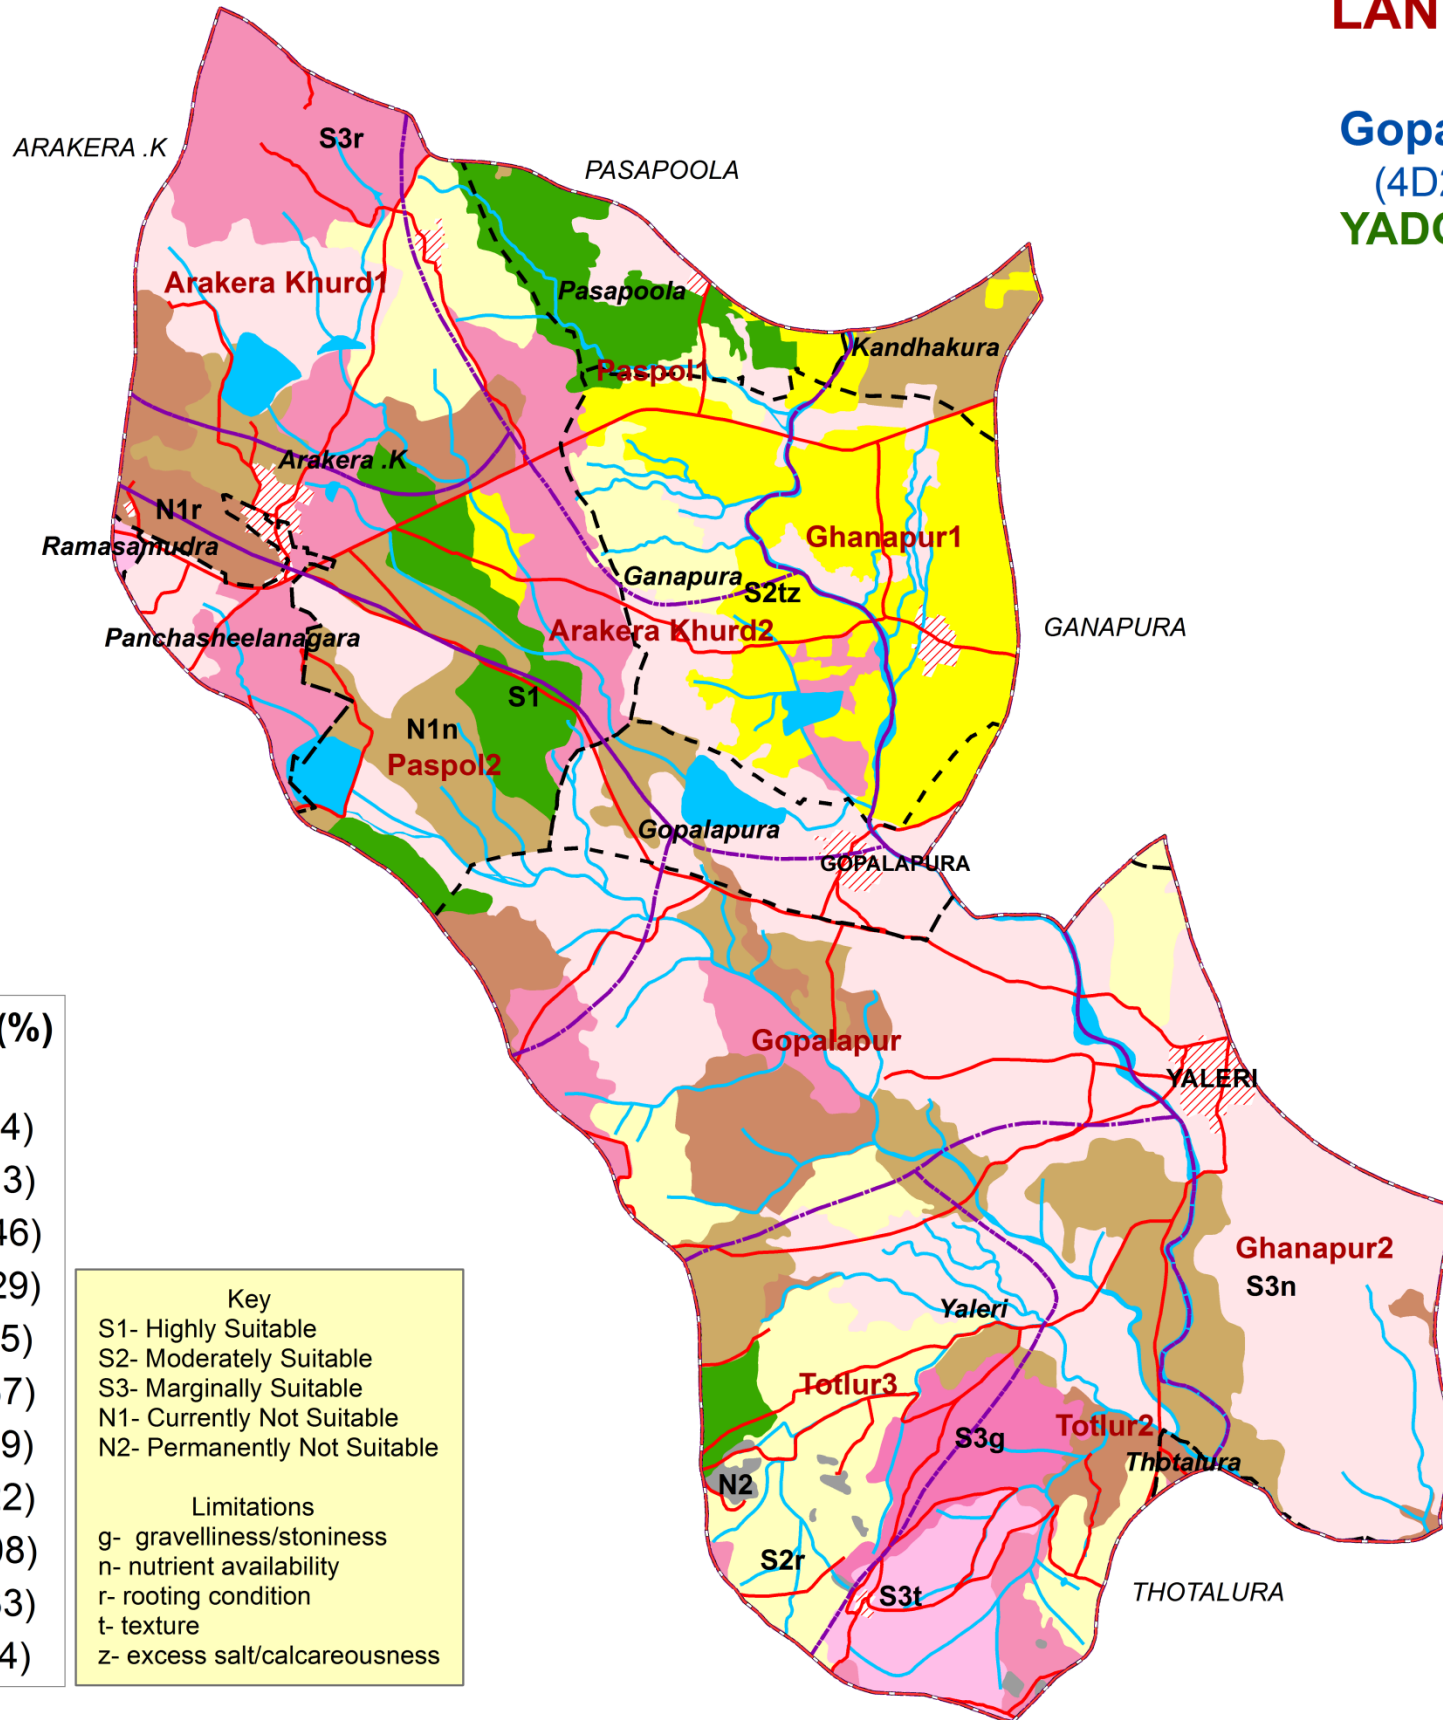 LAN
Gopa
(4D2
YADG
ARAKERA .K
S3r
PASAPOOLA
Arakera Khurd1
Pasapoola
Kandhakura
Paspol1
Arakera .K
N1r
Ramasamudra
Ghanapur1
Ganapura
S2tz
Arakera Khurd2
GANAPURA
Panchasheelanagara
S1
N1n
Paspol2
Gopalapura
GOPALAPURA
Gopalapur
YALERI
Ghanapur2
S3n
Yaleri
Totlur3
Totlur2
S3g
Thotalura
N2
S2r
S3t
THOTALURA
(%)
4)
3)
46)
29)
5)
7)
9)
2)
98)
3)
4)
Key
S1- Highly Suitable
S2- Moderately Suitable
S3- Marginally Suitable
N1- Currently Not Suitable
N2- Permanently Not Suitable
Limitations
g- gravelliness/stoniness
n- nutrient availability
r- rooting condition
t- texture
z- excess salt/calcareousness